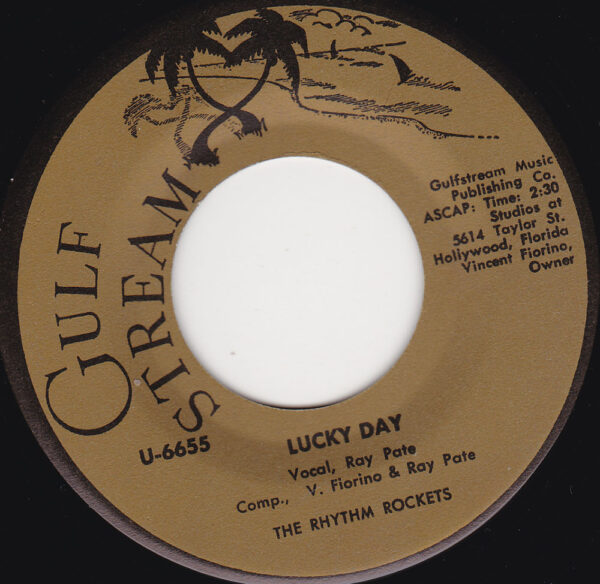 GULF
STREAM
Gulfstream Music
Publishing Co.
ASCAP: Time: 2:30
Studios at
5614 Taylor St.
Hollywood, Florida
Vincent Fiorino,
Owner
U-6655
LUCKY DAY
Vocal, Ray Pate
Comp., V. Fiorino & Ray Pate
THE RHYTHM ROCKETS